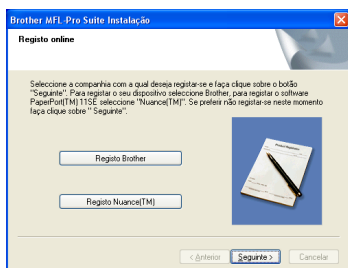 Brother MFL-Pro Suite Instalação
Registo online
Seleccione a companhia com a qual deseja registar-se e faça clique sobre o botão
"Seguinte". Para registar o seu dispositivo seleccione Brother, para registar o software
PaperPort(TM) 11SE seleccione "Nuance(TM)". Se preferir não registar-se neste momento
faça clique sobre " Seguinte".
Registo Brother
Registo Nuance(TM)
< Anterior Seguinte > Cancelar